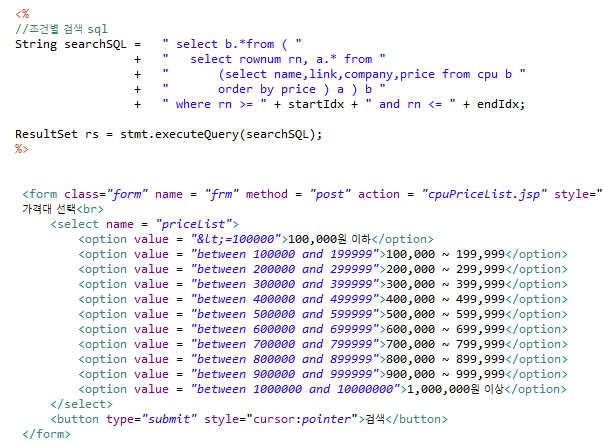 <%
//조건별 검색 sql
String searchSQL =   " select b.*from ( "
                 +   "   select rownum rn, a.* from "
                 +   "         (select name,link,company,price from cpu b "
                 +   "         order by price ) a ) b "
                 +   " where rn >= " + startIdx + " and rn <= " + endIdx;
ResultSet rs = stmt.executeQuery(searchSQL);
%>
<form class="form" name = "frm" method = "post" action = "cpuPriceList.jsp" style="
가격대 선택<br>
    <select name = "priceList">
        <option value = "&lt;=100000">100,000원 이하</option>
        <option value = "between 100000 and 199999">100,000 ~ 199,999</option>
        <option value = "between 200000 and 299999">200,000 ~ 299,999</option>
        <option value = "between 300000 and 399999">300,000 ~ 399,999</option>
        <option value = "between 400000 and 499999">400,000 ~ 499,999</option>
        <option value = "between 500000 and 599999">500,000 ~ 599,999</option>
        <option value = "between 600000 and 699999">600,000 ~ 699,999</option>
        <option value = "between 700000 and 799999">700,000 ~ 799,999</option>
        <option value = "between 800000 and 899999">800,000 ~ 899,999</option>
        <option value = "between 900000 and 999999">900,000 ~ 999,999</option>
        <option value = "between 1000000 and 10000000">1,000,000원 이상</option>
    </select>
    <button type="submit" style="cursor:pointer">검색</button>
</form>